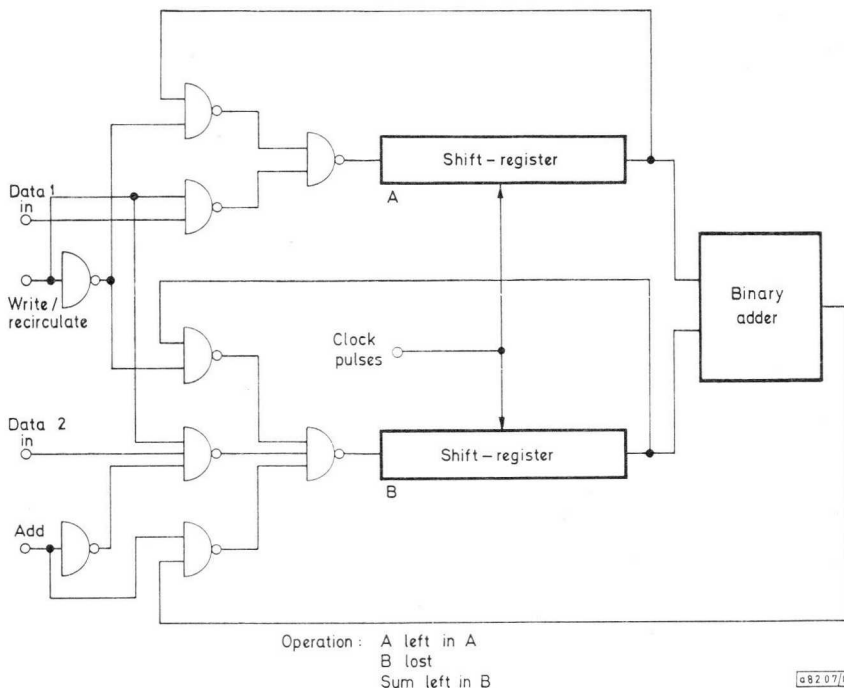 Shift-register
A
Data 1
in
Write/
recirculate
Binary
adder
Clock
pulses
Data 2
in
Shift-register
B
Add
Operation: A left in A
B lost
Sum left in B